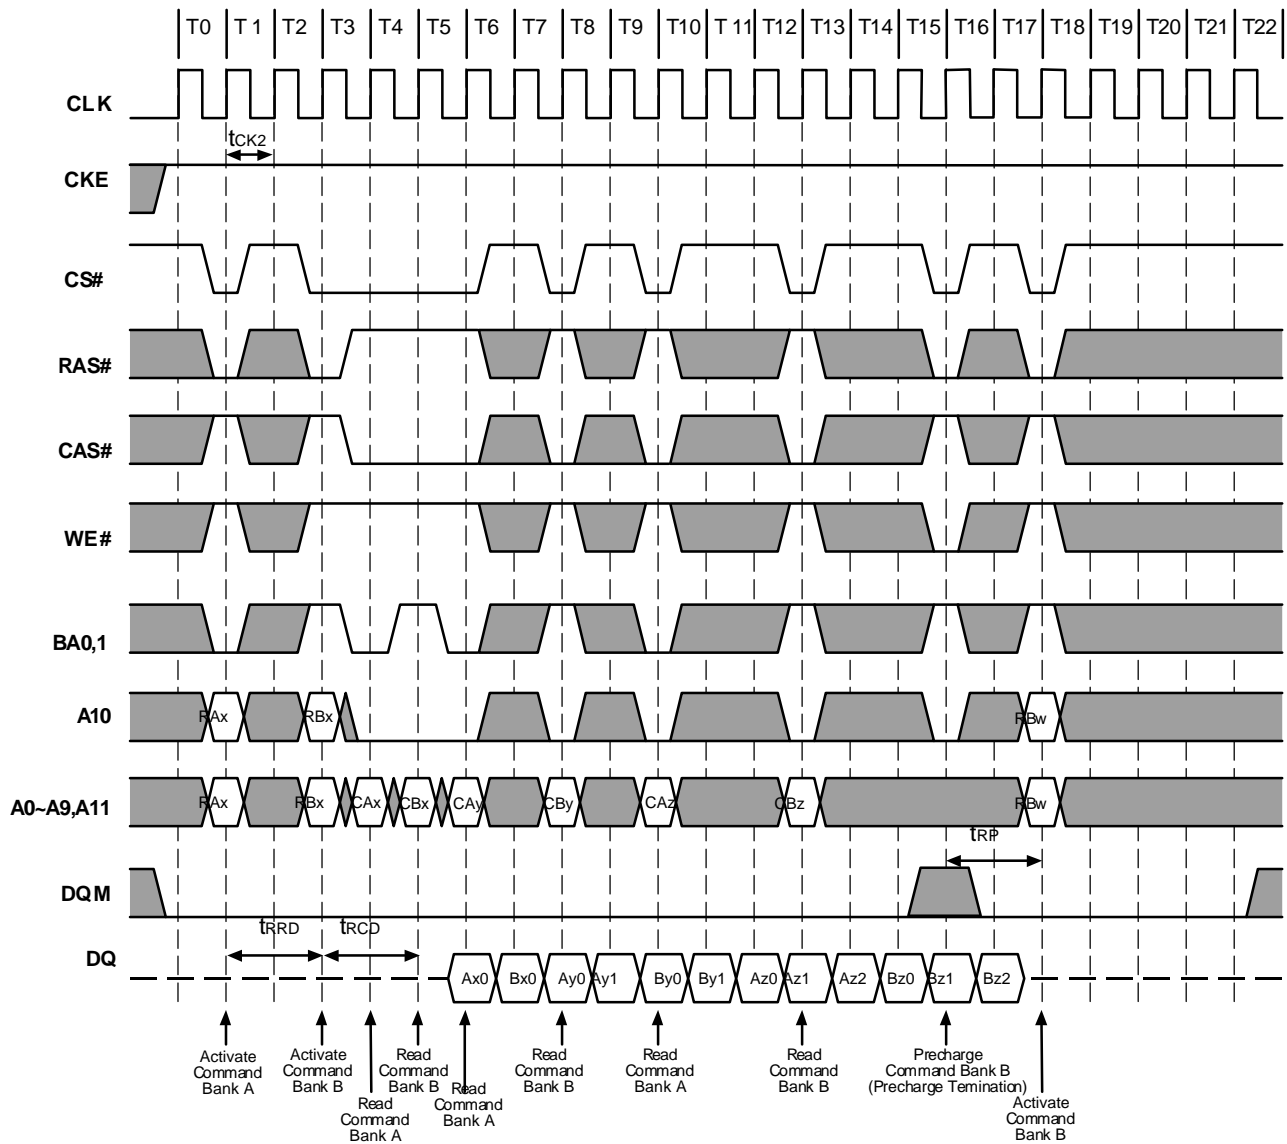 T0 T 1 T2 T3 T4 T5 T6 T7 T8 T9 T10 T 11 T12 T13 T14 T15 T16 T17 T18 T19 T20 T21 T22
CLK
tCK2
CKE
CS#
RAS#
CAS#
WE#
BA0,1
A10
RAx RBx RBw
A0~A9,A11
RAx RBx CAx CBx CAy CBy CAz CBz RBw
tRP
DQM
tRRD tRCD
DQ
Ax0 Bx0 Ay0 Ay1 By0 By1 Az0 Az1 Az2 Bz0 Bz1 Bz2
Activate
Command
Bank A
Activate
Command
Bank B
Read
Command
Bank A
Read
Command
Bank B
Read
Command
Bank A
Read
Command
Bank B
Read
Command
Bank A
Read
Command
Bank B
Precharge
Command Bank B
(Precharge Temination)
Activate
Command
Bank B